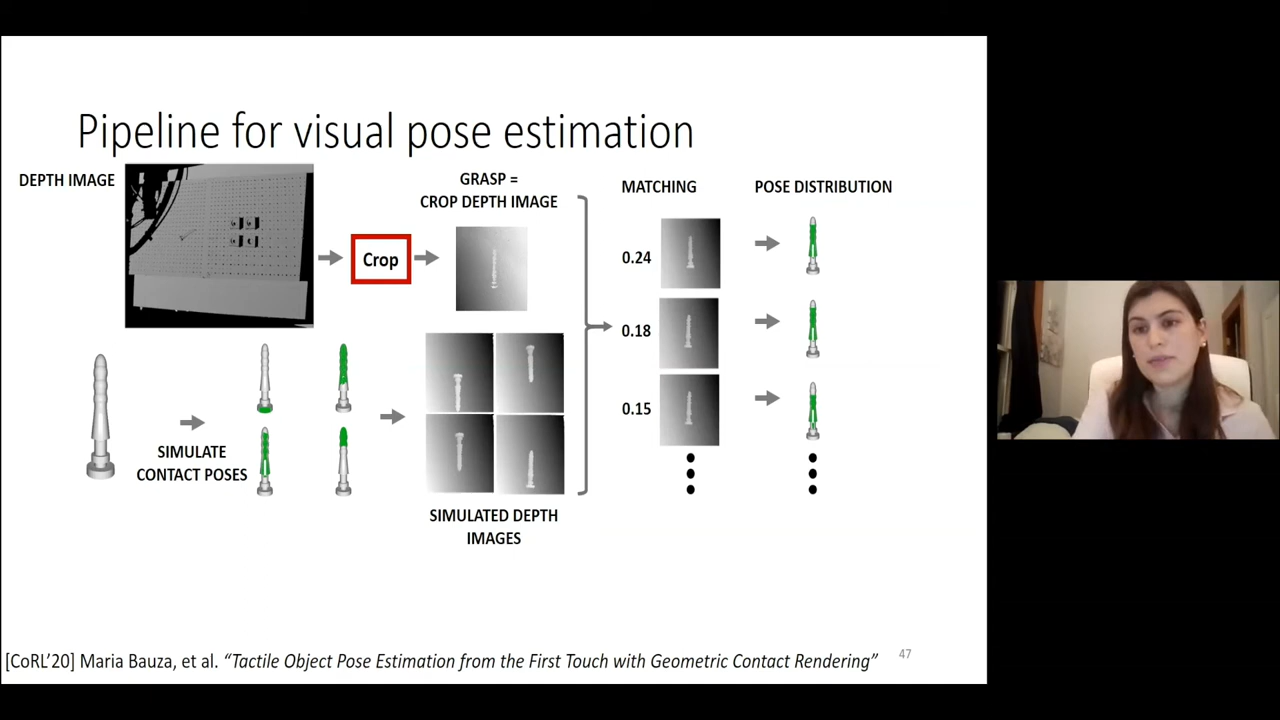 Pipeline for visual pose estimation
DEPTH IMAGE
GRASP =
CROP DEPTH IMAGE
MATCHING
POSE DISTRIBUTION
Crop
0.24
0.18
0.15
SIMULATE
CONTACT POSES
SIMULATED DEPTH
IMAGES
[CoRL'20] Maria Bauza, et al. “Tactile Object Pose Estimation from the First Touch with Geometric Contact Rendering”
47